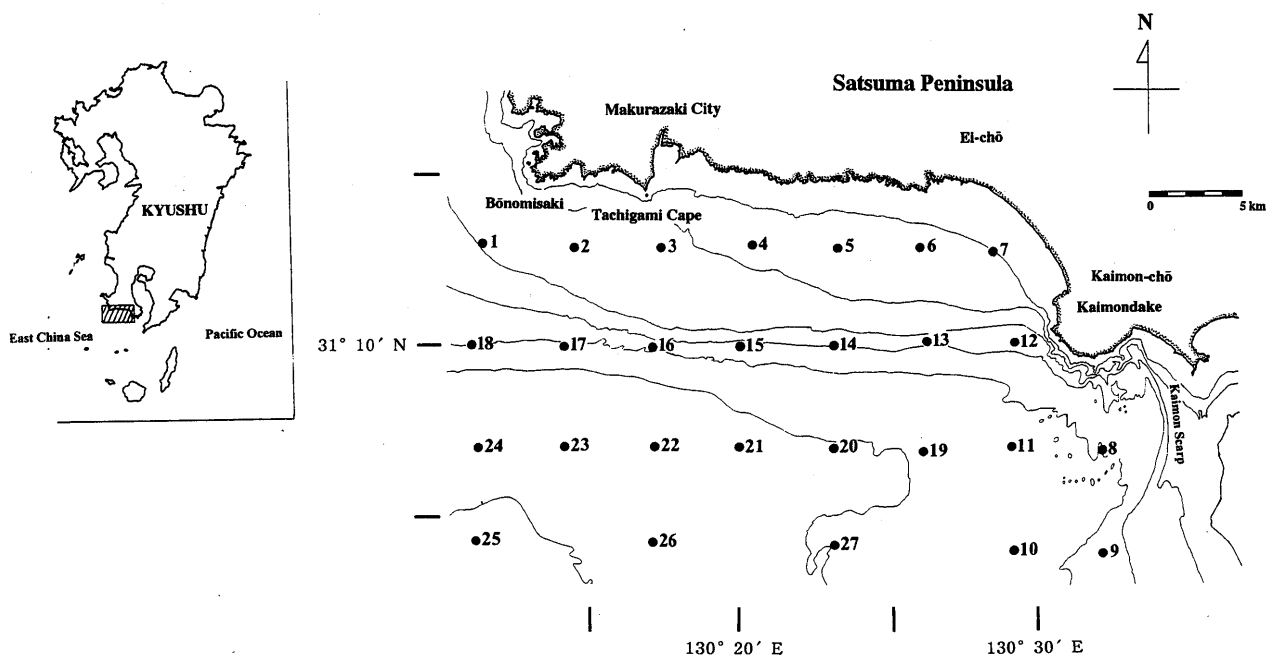 N
Satsuma Peninsula
Makurazaki City
Ei-chō
KYUSHU
Bōnomisaki
Tachigami Cape
0 5 km
1 2 3 4 5 6 7
Kaimon-chō
Kaimondake
East China Sea
Pacific Ocean
31° 10′ N
18 17 16 15 14 13 12
Kaimon Scarp
24 23 22 21 20 19 11 8
25 26 27 10 9
130° 20′ E
130° 30′ E